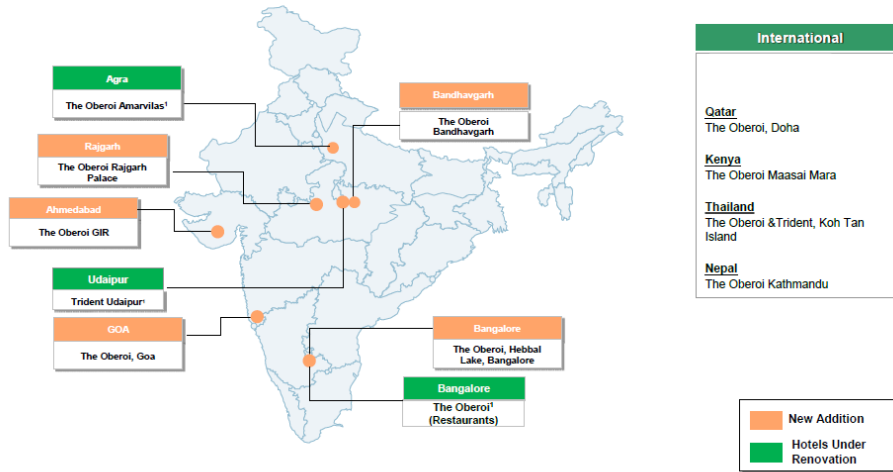 Agra
The Oberoi Amarvilas¹
Rajgarh
The Oberoi Rajgarh
Palace
Ahmedabad
The Oberoi GIR
Udaipur
Trident Udaipur¹
GOA
The Oberoi, Goa
Bandhavgarh
The Oberoi
Bandhavgarh
Bangalore
The Oberoi, Hebbal
Lake, Bangalore
Bangalore
The Oberoi¹
(Restaurants)
International
Qatar
The Oberoi, Doha
Kenya
The Oberoi Maasai Mara
Thailand
The Oberoi &Trident, Koh Tan
Island
Nepal
The Oberoi Kathmandu
New Addition
Hotels Under
Renovation